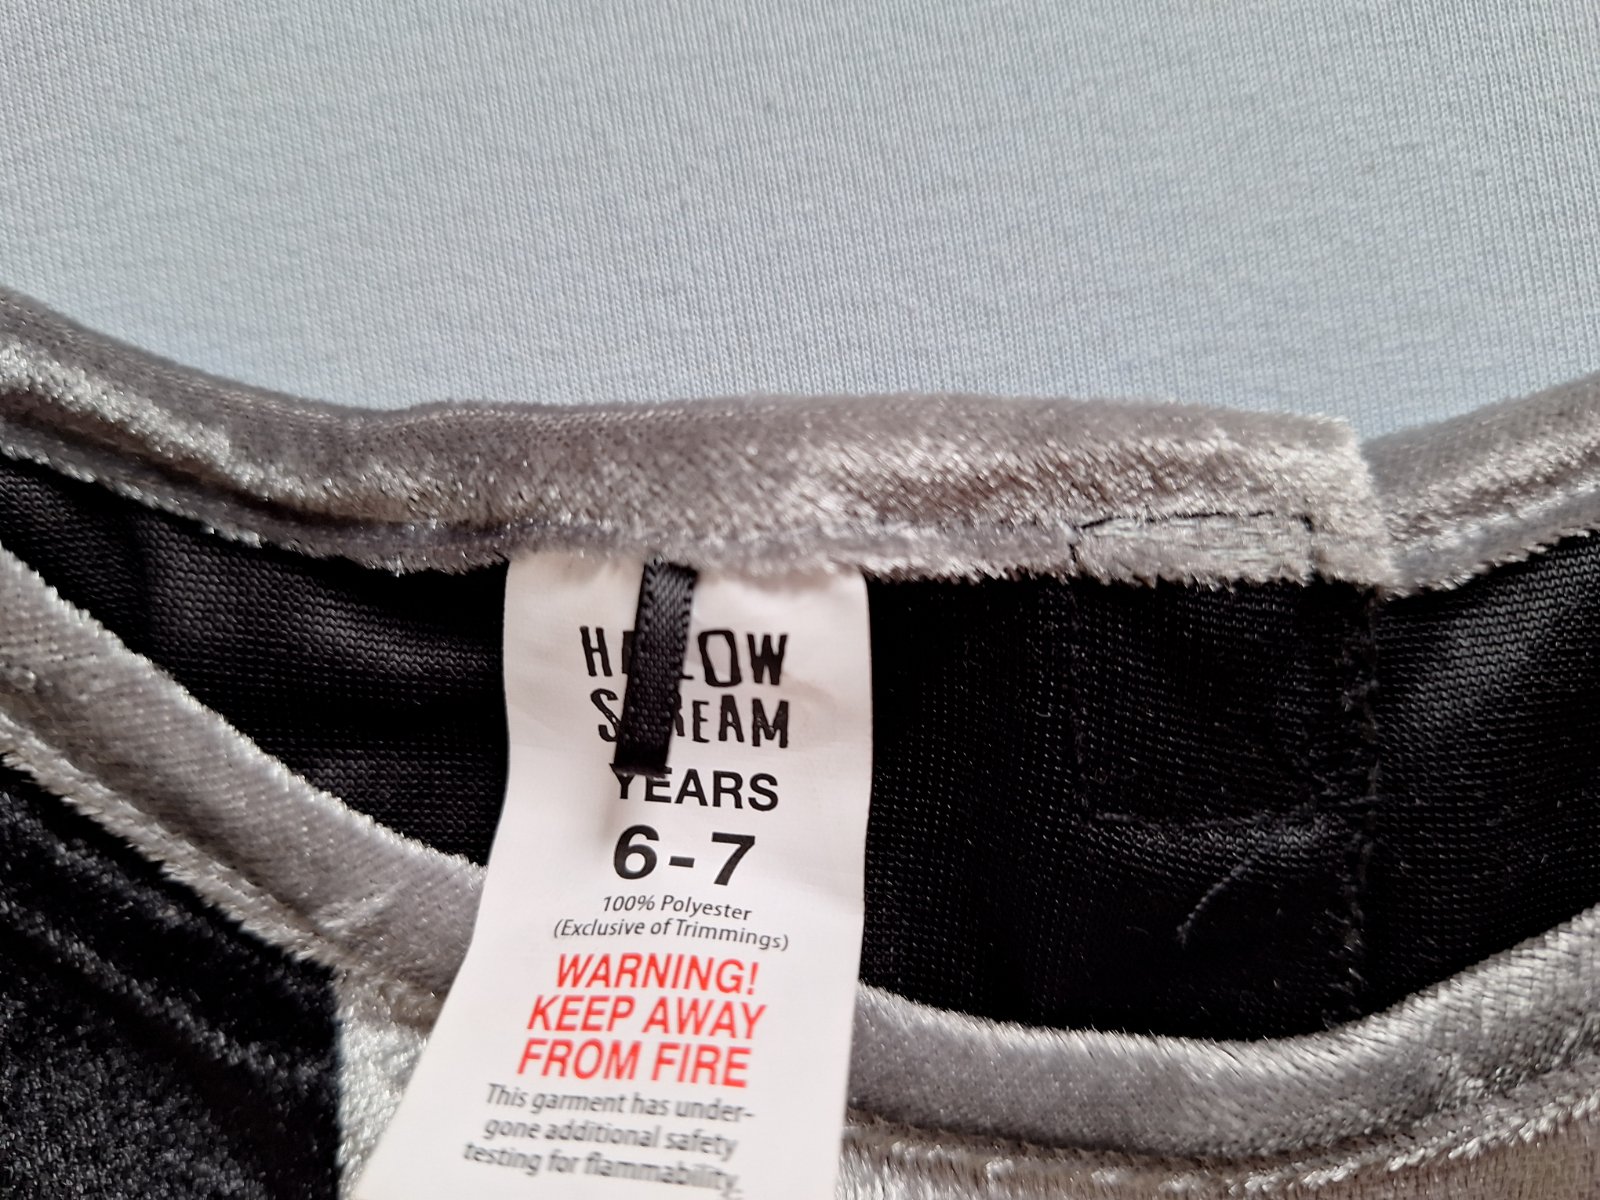 YEARS
6-7
100% Polyester
(Exclusive of Trimmings)
WARNING!
KEEP AWAY
FROM FIRE
This garment has under-
gone additional safety
testing for flammability.